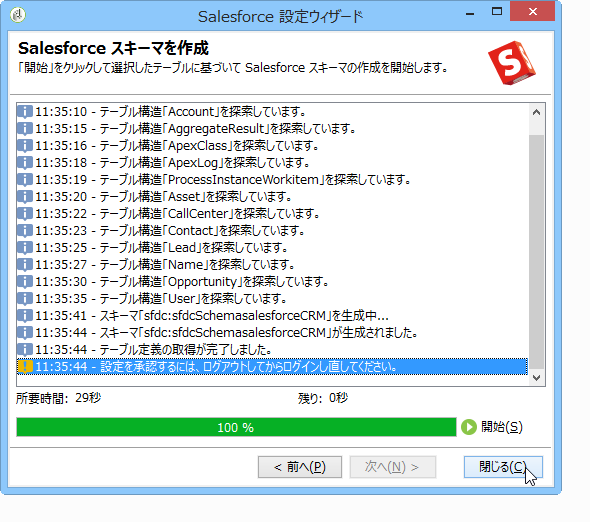 Salesforce 設定ウィザード
Salesforce スキーマを作成
「開始」をクリックして選択したテーブルに基づいて Salesforce スキーマの作成を開始します。
S
11:35:10 - テーブル構造「Account」を探索しています。
11:35:15 - テーブル構造「AggregateResult」を探索しています。
11:35:16 - テーブル構造「ApexClass」を探索しています。
11:35:18 - テーブル構造「ApexLog」を探索しています。
11:35:19 - テーブル構造「ProcessInstanceWorkitem」を探索しています。
11:35:20 - テーブル構造「Asset」を探索しています。
11:35:22 - テーブル構造「CallCenter」を探索しています。
11:35:23 - テーブル構造「Contact」を探索しています。
11:35:25 - テーブル構造「Lead」を探索しています。
11:35:27 - テーブル構造「Name」を探索しています。
11:35:30 - テーブル構造「Opportunity」を探索しています。
11:35:35 - テーブル構造「User」を探索しています。
11:35:41 - スキーマ「sfdc:sfdcSchemasalesforceCRM」を生成中...
11:35:44 - スキーマ「sfdc:sfdcSchemasalesforceCRM」が生成されました。
11:35:44 - テーブル定義の取得が完了しました。
11:35:44 - 設定を承認するには、ログアウトしてからログインし直してください。
所要時間: 29秒 残り: 0秒
100 % 開始(S)
< 前へ(P) 次へ(N) > 閉じる(C)